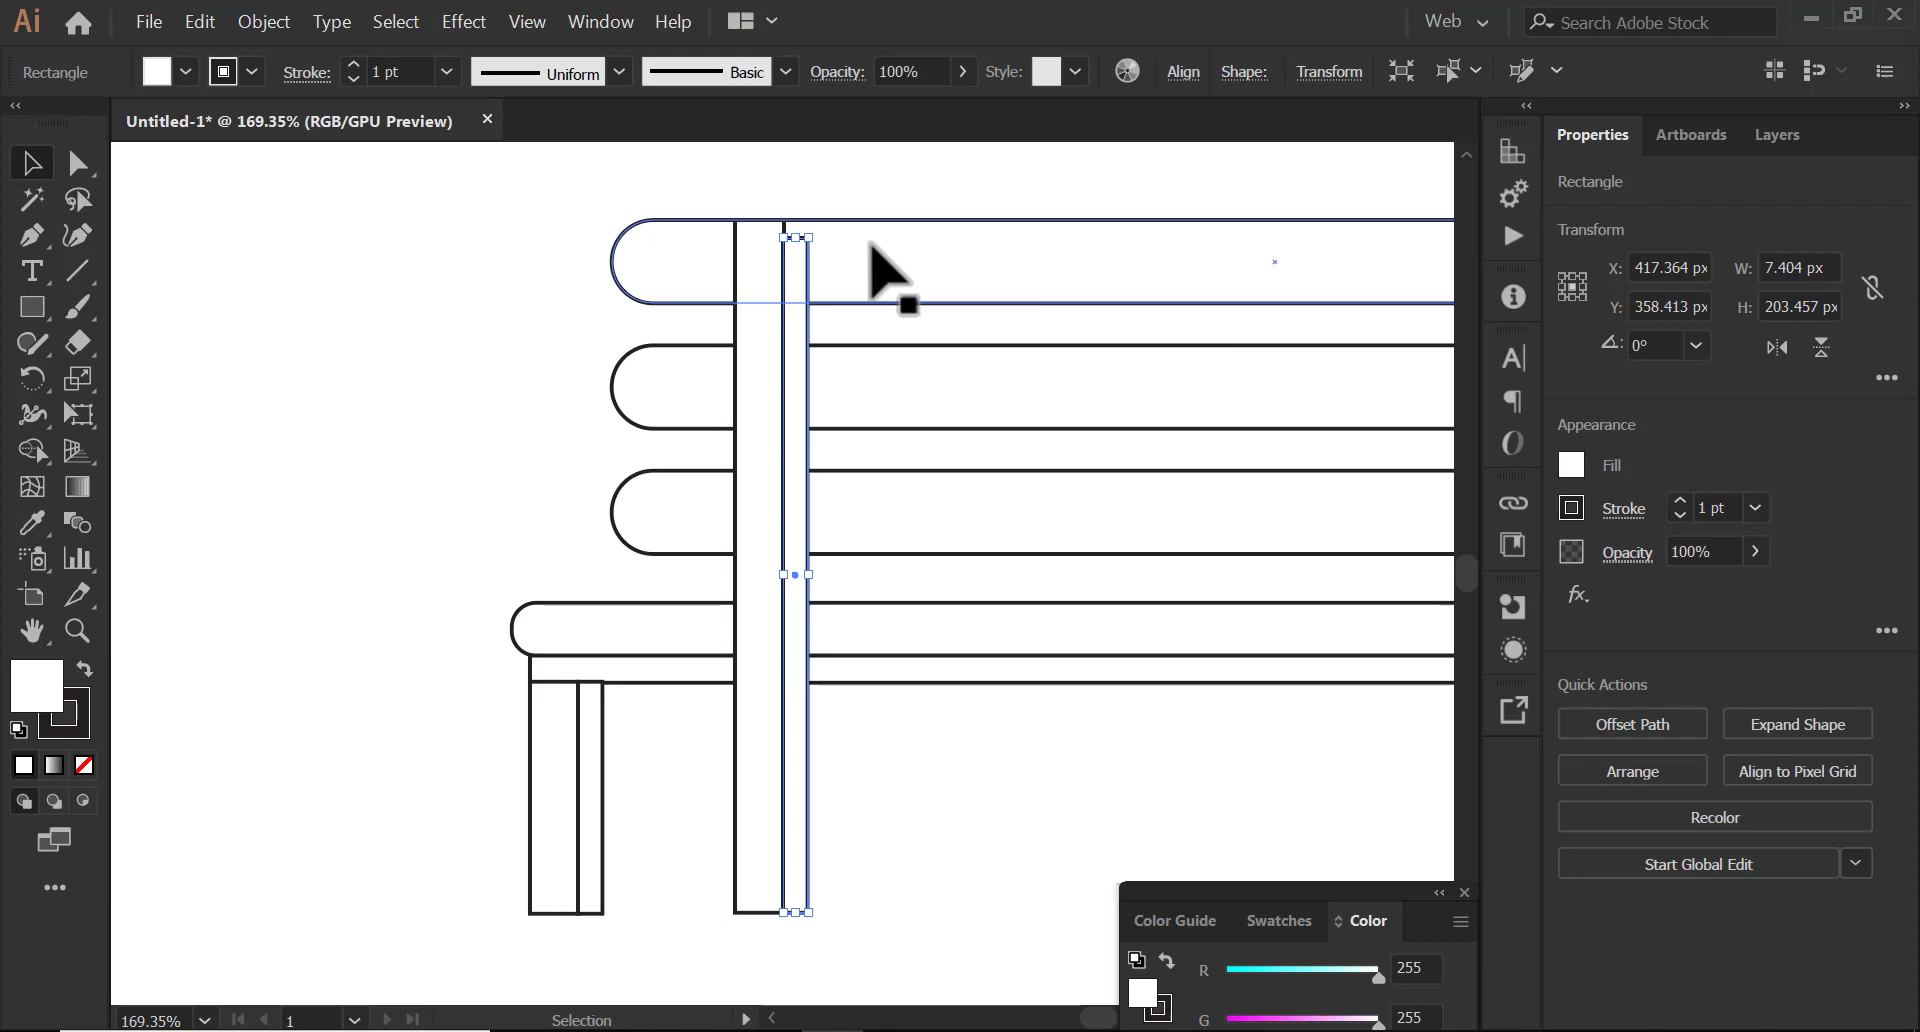 Ai File Edit Object Type Select Effect View Window Help Web Search Adobe Stock
Rectangle Stroke: 1 pt Uniform Basic Opacity: 100% Style: Align Shape: Transform
Untitled-1* @ 169.35% (RGB/GPU Preview)
Properties Artboards Layers
Rectangle
Transform
X: 417.364 px W: 7.404 px
Y: 358.413 px H: 203.457 px
0°
Appearance
Fill
Stroke 1 pt
Opacity 100%
fx
Quick Actions
Offset Path Expand Shape
Arrange Align to Pixel Grid
Recolor
Start Global Edit
Color Guide Swatches Color
R 255
G 255
169.35% 1 Selection